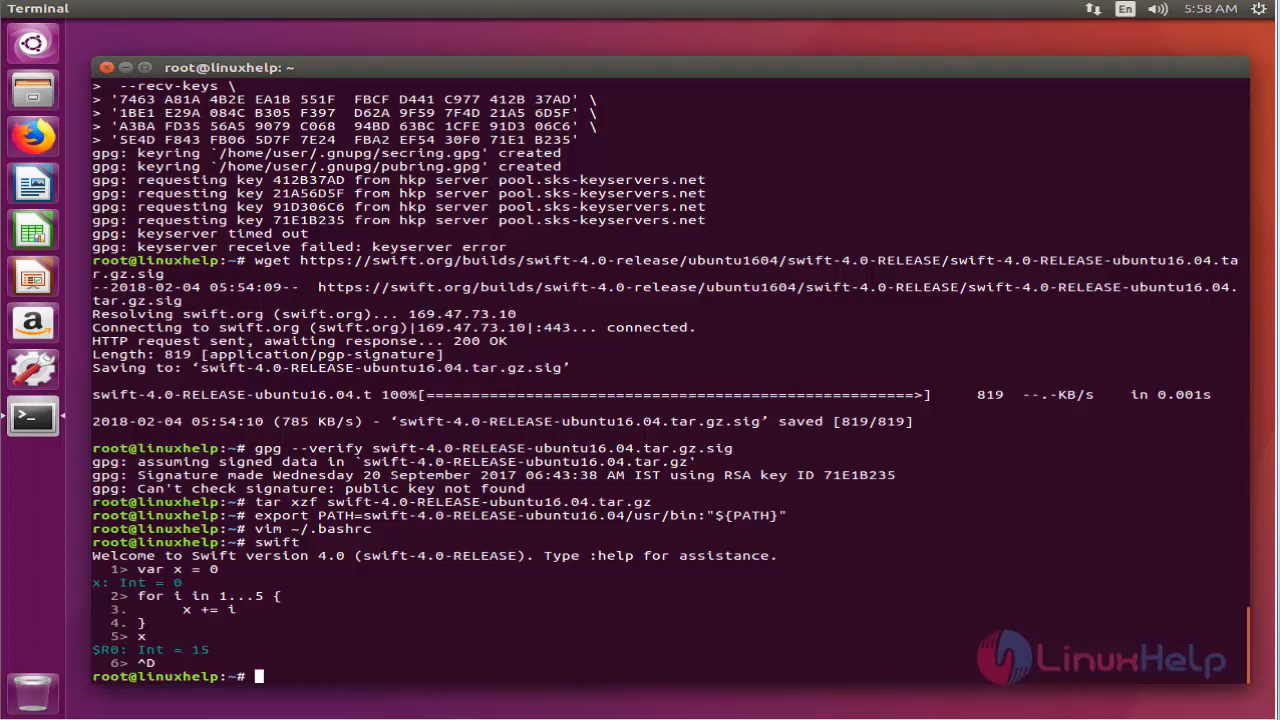 Terminal
En
5:58 AM
root@linuxhelp: ~
>  --recv-keys \
> '7463 A81A 4B2E EA1B 551F  FBCF D441 C977 412B 37AD' \
> '1BE1 E29A 084C B305 F397  D62A 9F59 7F4D 21A5 6D5F' \
> 'A3BA FD35 56A5 9079 C068  94BD 63BC 1CFE 91D3 06C6' \
> '5E4D F843 FB06 5D7F 7E24  FBA2 EF54 30F0 71E1 B235'
gpg: keyring `/home/user/.gnupg/secring.gpg' created
gpg: keyring `/home/user/.gnupg/pubring.gpg' created
gpg: requesting key 412B37AD from hkp server pool.sks-keyservers.net
gpg: requesting key 21A56D5F from hkp server pool.sks-keyservers.net
gpg: requesting key 91D306C6 from hkp server pool.sks-keyservers.net
gpg: requesting key 71E1B235 from hkp server pool.sks-keyservers.net
gpg: keyserver timed out
gpg: keyserver receive failed: keyserver error
root@linuxhelp:~# wget https://swift.org/builds/swift-4.0-release/ubuntu1604/swift-4.0-RELEASE/swift-4.0-RELEASE-ubuntu16.04.ta
r.gz.sig
--2018-02-04 05:54:09--  https://swift.org/builds/swift-4.0-release/ubuntu1604/swift-4.0-RELEASE/swift-4.0-RELEASE-ubuntu16.04.
tar.gz.sig
Resolving swift.org (swift.org)... 169.47.73.10
Connecting to swift.org (swift.org)|169.47.73.10|:443... connected.
HTTP request sent, awaiting response... 200 OK
Length: 819 [application/pgp-signature]
Saving to: ‘swift-4.0-RELEASE-ubuntu16.04.tar.gz.sig’
swift-4.0-RELEASE-ubuntu16.04.t 100%[======================================================>]     819  --.-KB/s    in 0.001s
2018-02-04 05:54:10 (785 KB/s) - ‘swift-4.0-RELEASE-ubuntu16.04.tar.gz.sig’ saved [819/819]
root@linuxhelp:~# gpg --verify swift-4.0-RELEASE-ubuntu16.04.tar.gz.sig
gpg: assuming signed data in `swift-4.0-RELEASE-ubuntu16.04.tar.gz'
gpg: Signature made Wednesday 20 September 2017 06:43:38 AM IST using RSA key ID 71E1B235
gpg: Can't check signature: public key not found
root@linuxhelp:~# tar xzf swift-4.0-RELEASE-ubuntu16.04.tar.gz
root@linuxhelp:~# export PATH=swift-4.0-RELEASE-ubuntu16.04/usr/bin:"${PATH}"
root@linuxhelp:~# vim ~/.bashrc
root@linuxhelp:~# swift
Welcome to Swift version 4.0 (swift-4.0-RELEASE). Type :help for assistance.
  1> var x = 0
x: Int = 0
  2> for i in 1...5 {
  3.      x += i
  4. }
  5> x
$R0: Int = 15
  6> ^D
root@linuxhelp:~#
LinuxHelp